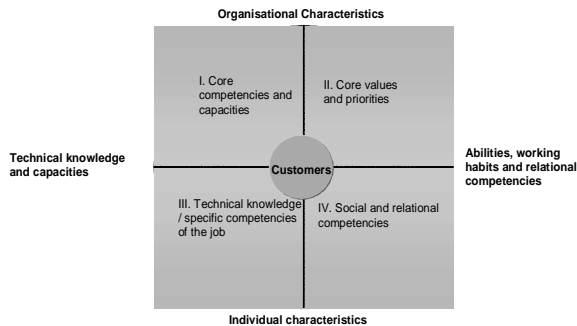 Organisational Characteristics
I. Core
competencies and
capacities
II. Core values
and priorities
Technical knowledge
and capacities
Customers
Abilities, working
habits and relational
competencies
III. Technical knowledge
/ specific competencies
of the job
IV. Social and relational
competencies
Individual characteristics